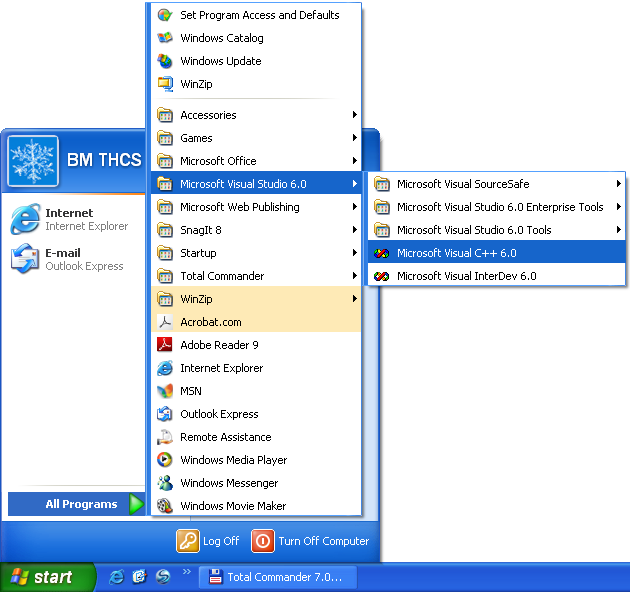 Set Program Access and Defaults
Windows Catalog
Windows Update
WinZip
Accessories
Games
Microsoft Office
Microsoft Visual Studio 6.0
Microsoft Web Publishing
SnagIt 8
Startup
Total Commander
WinZip
Acrobat.com
Adobe Reader 9
Internet Explorer
MSN
Outlook Express
Remote Assistance
Windows Media Player
Windows Messenger
Windows Movie Maker
Microsoft Visual SourceSafe
Microsoft Visual Studio 6.0 Enterprise Tools
Microsoft Visual Studio 6.0 Tools
Microsoft Visual C++ 6.0
Microsoft Visual InterDev 6.0
BM THCS
Internet
Internet Explorer
E-mail
Outlook Express
All Programs
Log Off
Turn Off Computer
start
Total Commander 7.0...